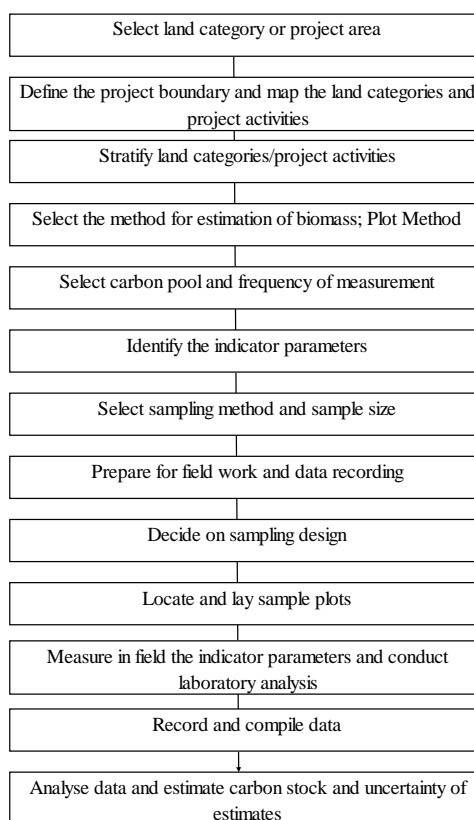 Select land category or project area
Define the project boundary and map the land categories and
project activities
Stratify land categories/project activities
Select the method for estimation of biomass; Plot Method
Select carbon pool and frequency of measurement
Identify the indicator parameters
Select sampling method and sample size
Prepare for field work and data recording
Decide on sampling design
Locate and lay sample plots
Measure in field the indicator parameters and conduct
laboratory analysis
Record and compile data
Analyse data and estimate carbon stock and uncertainty of
estimates